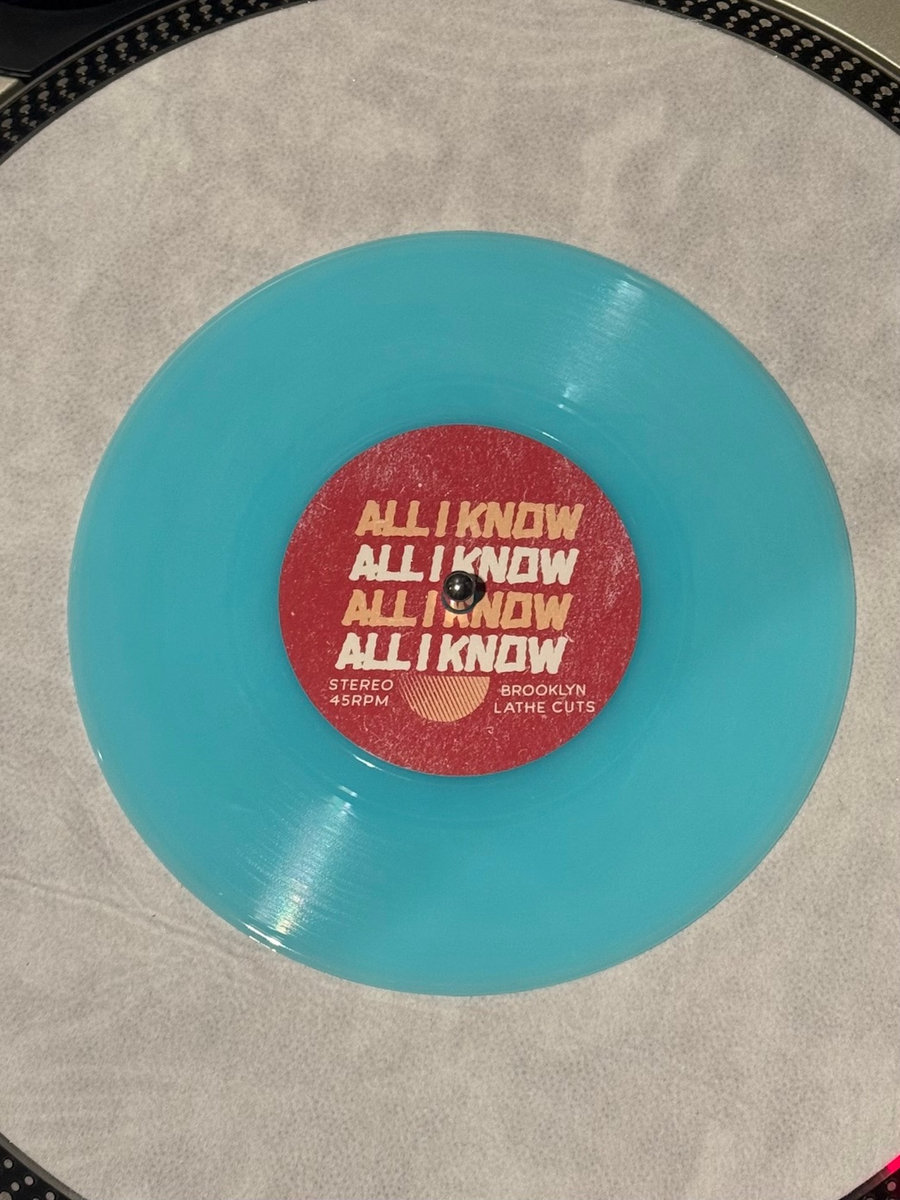 ALL I KNOW
ALL I KNOW
ALL I KNOW
ALL I KNOW
STEREO
45RPM
BROOKLYN
LATHE CUTS